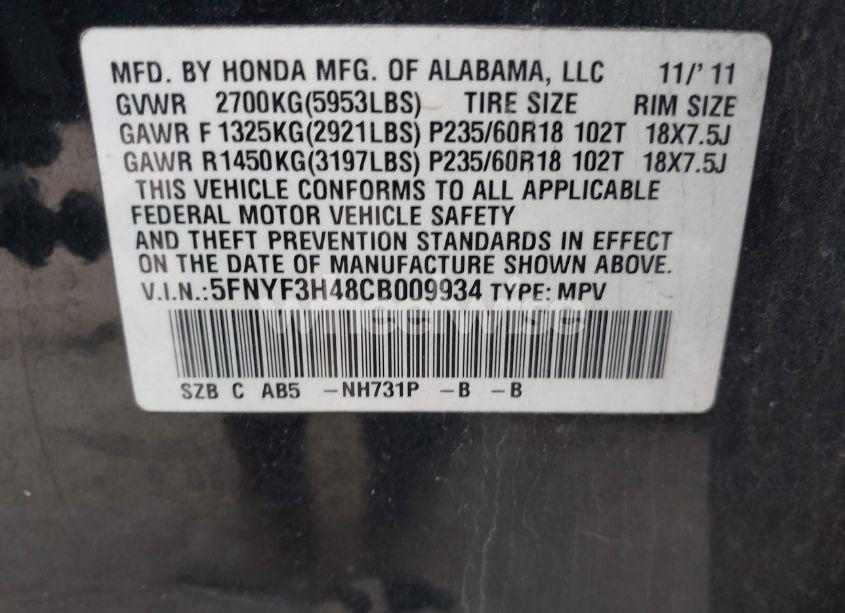 MFD. BY HONDA MFG. OF ALABAMA, LLC 11/'11
GVWR 2700KG(5953LBS) TIRE SIZE RIM SIZE
GAWR F 1325KG(2921LBS) P235/60R18 102T 18X7.5J
GAWR R1450KG(3197LBS) P235/60R18 102T 18X7.5J
THIS VEHICLE CONFORMS TO ALL APPLICABLE
FEDERAL MOTOR VEHICLE SAFETY
AND THEFT PREVENTION STANDARDS IN EFFECT
ON THE DATE OF MANUFACTURE SHOWN ABOVE.
V.I.N.:5FNYF3H48CB009934 TYPE: MPV
wheelwise
SZB C AB5 -NH731P -B -B